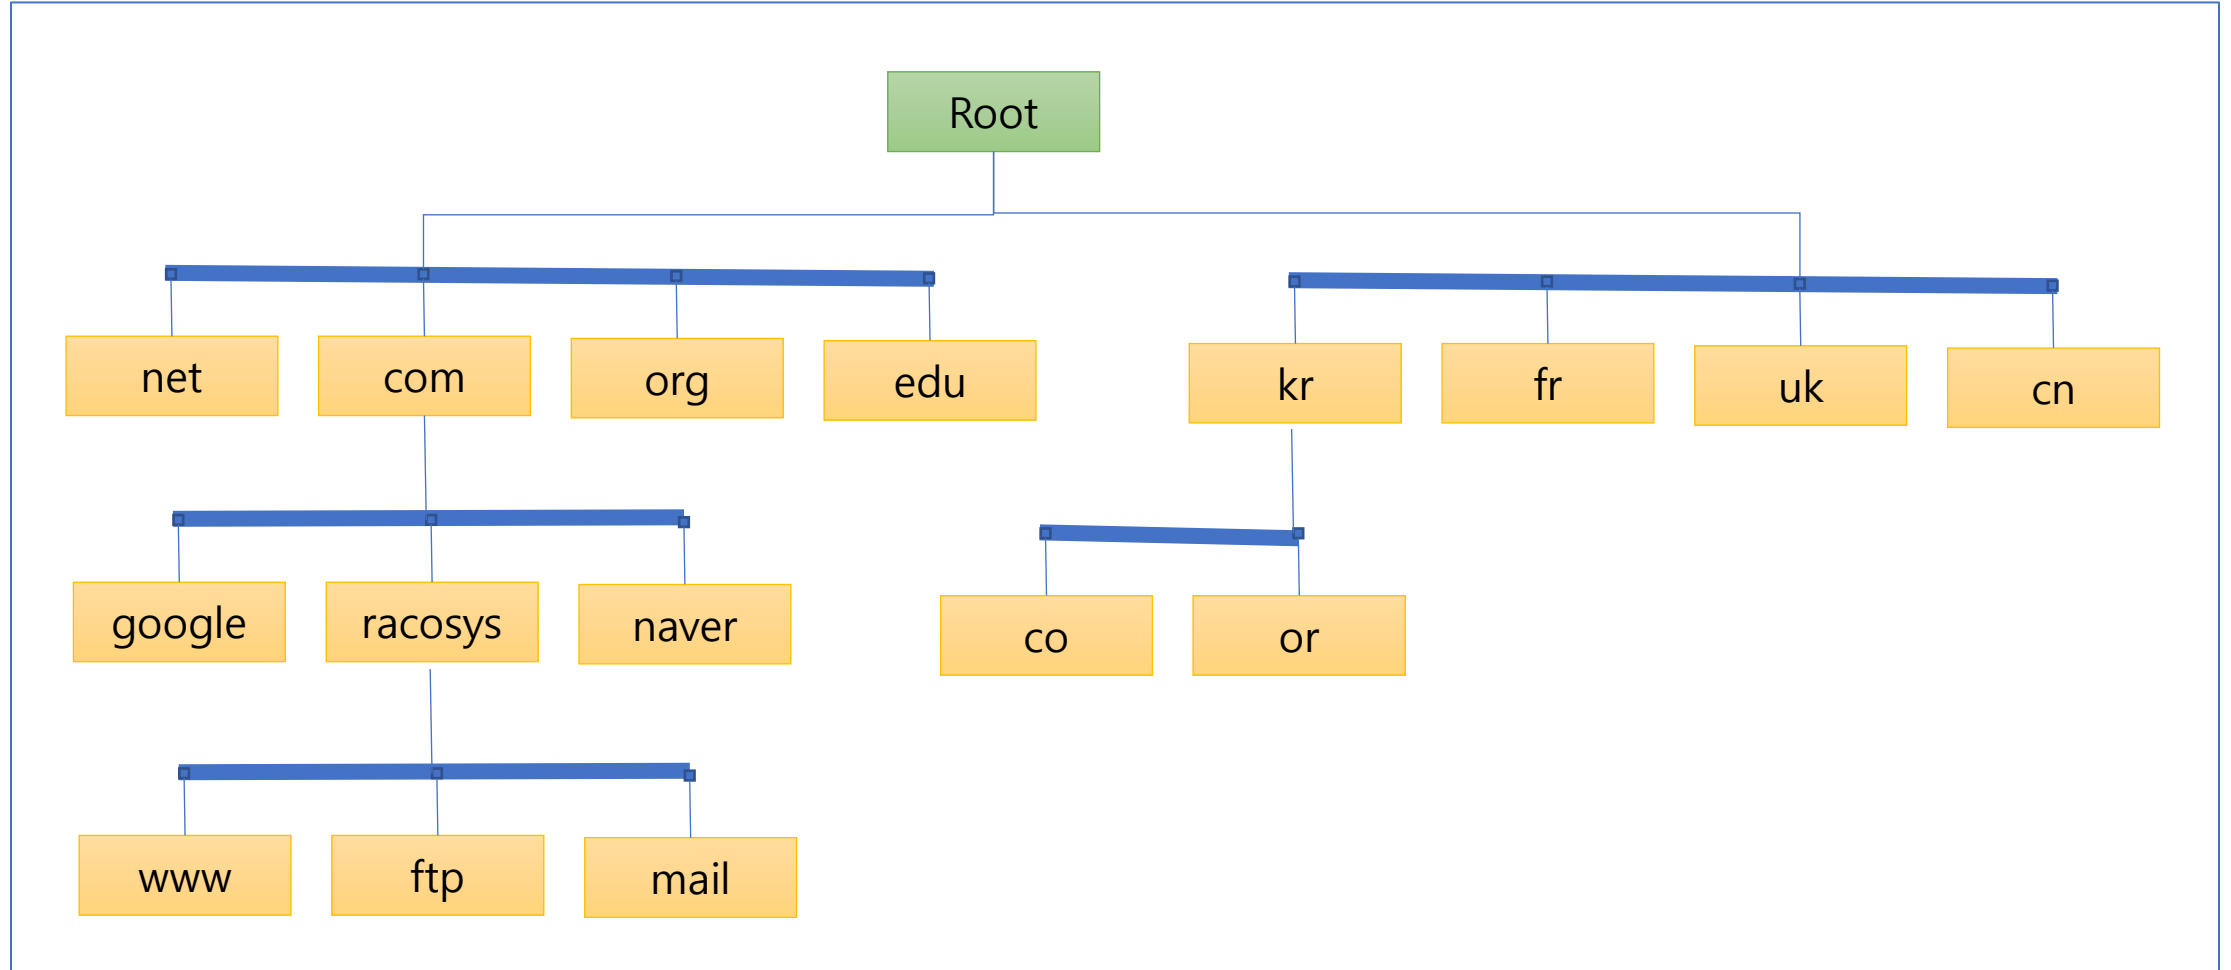 Root
net
com
org
edu
kr
fr
uk
cn
google
racosys
naver
co
or
www
ftp
mail